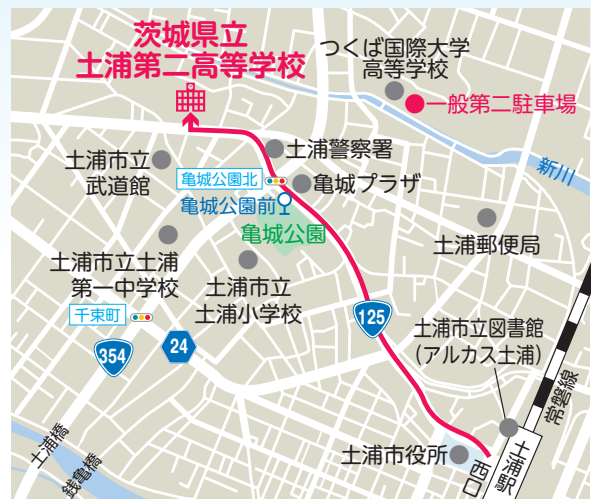 茨城県立
土浦第二高等学校
つくば国際大学
高等学校
一般第二駐車場
新川
土浦警察署
土浦市立
武道館
亀城公園北
亀城プラザ
亀城公園前
亀城公園
土浦郵便局
土浦市立土浦
第一中学校
土浦市立
土浦小学校
千束町
125
354
24
土浦市立図書館
(アルカス土浦)
常磐線
土浦橋
銭亀橋
土浦市役所
西口
土浦駅